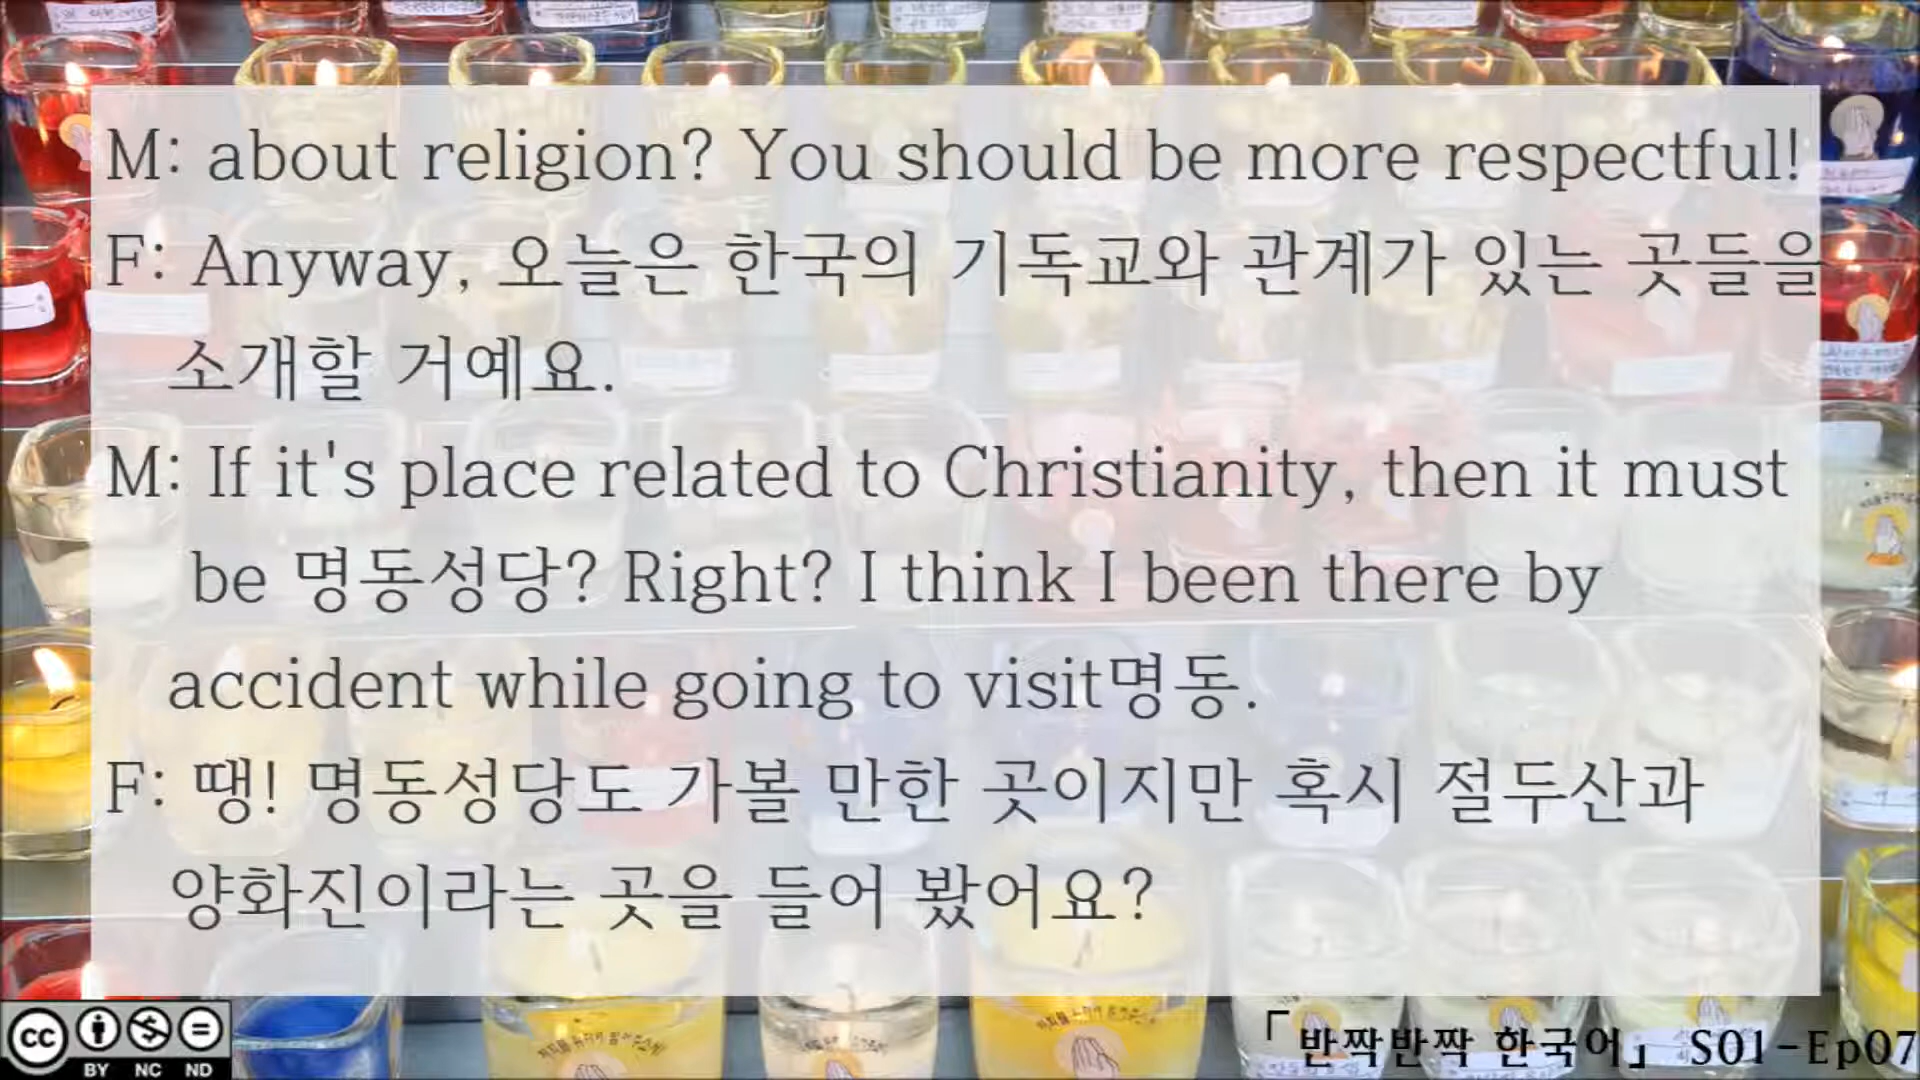 M: about religion? You should be more respectful!
F: Anyway, 오늘은 한국의 기독교와 관계가 있는 곳들을
소개할 거예요.
M: If it's place related to Christianity, then it must
be 명동성당? Right? I think I been there by
accident while going to visit명동.
F: 땡! 명동성당도 가볼 만한 곳이지만 혹시 절두산과
양화진이라는 곳을 들어 봤어요?
「반짝반짝 한국어」 S01-Ep07
cc
BY NC ND